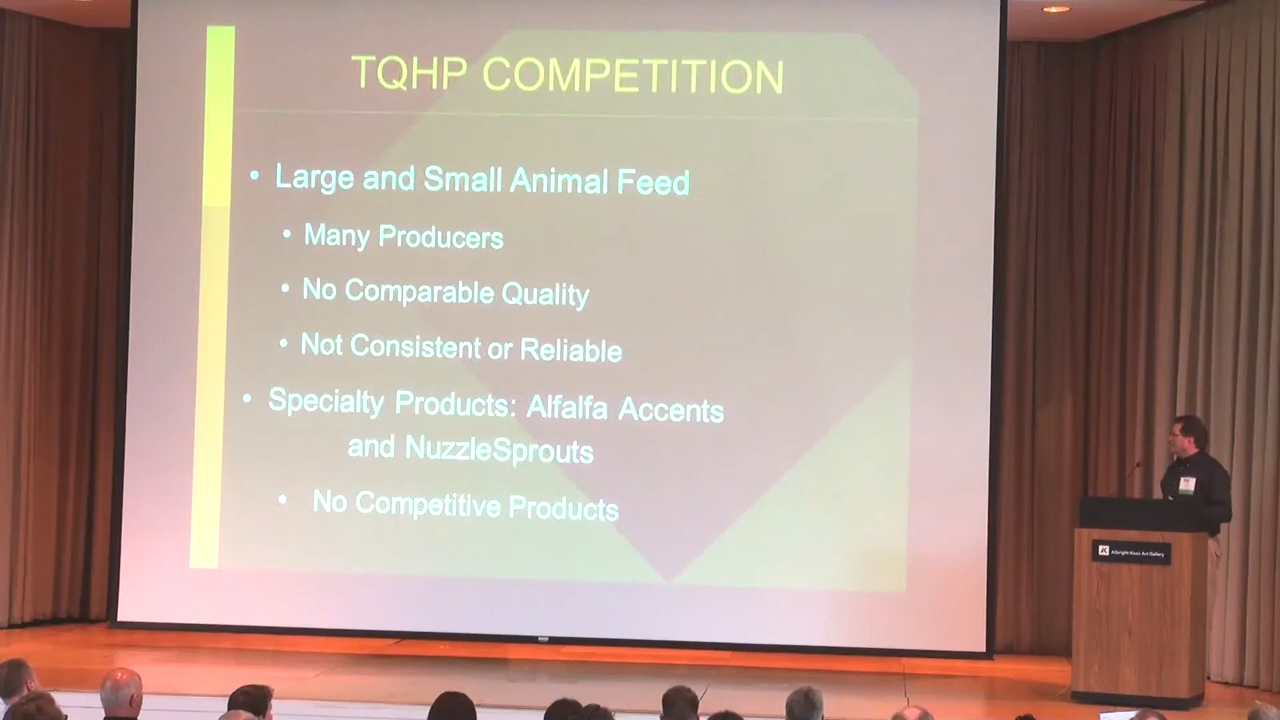 TQHP COMPETITION
• Large and Small Animal Feed
• Many Producers
• No Comparable Quality
• Not Consistent or Reliable
• Specialty Products: Alfalfa Accents
and NuzzleSprouts
• No Competitive Products
Albright-Knox Art Gallery